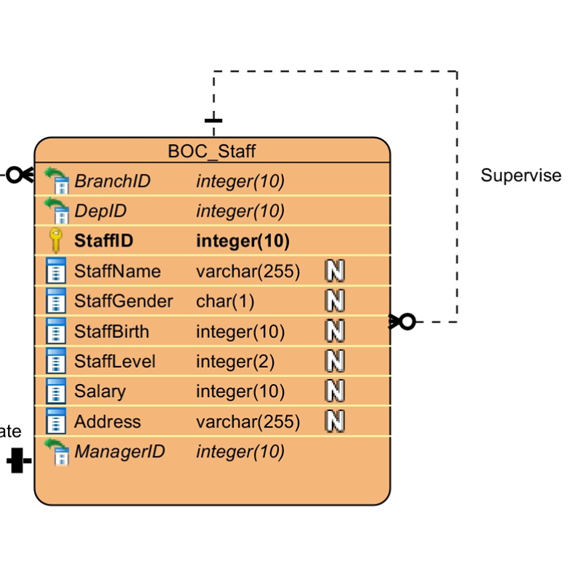 BOC_Staff
BranchID integer(10)
DepID integer(10)
StaffID integer(10)
StaffName varchar(255) N
StaffGender char(1) N
StaffBirth integer(10) N
StaffLevel integer(2) N
Salary integer(10) N
Address varchar(255) N
ManagerID integer(10)
Supervise
ate